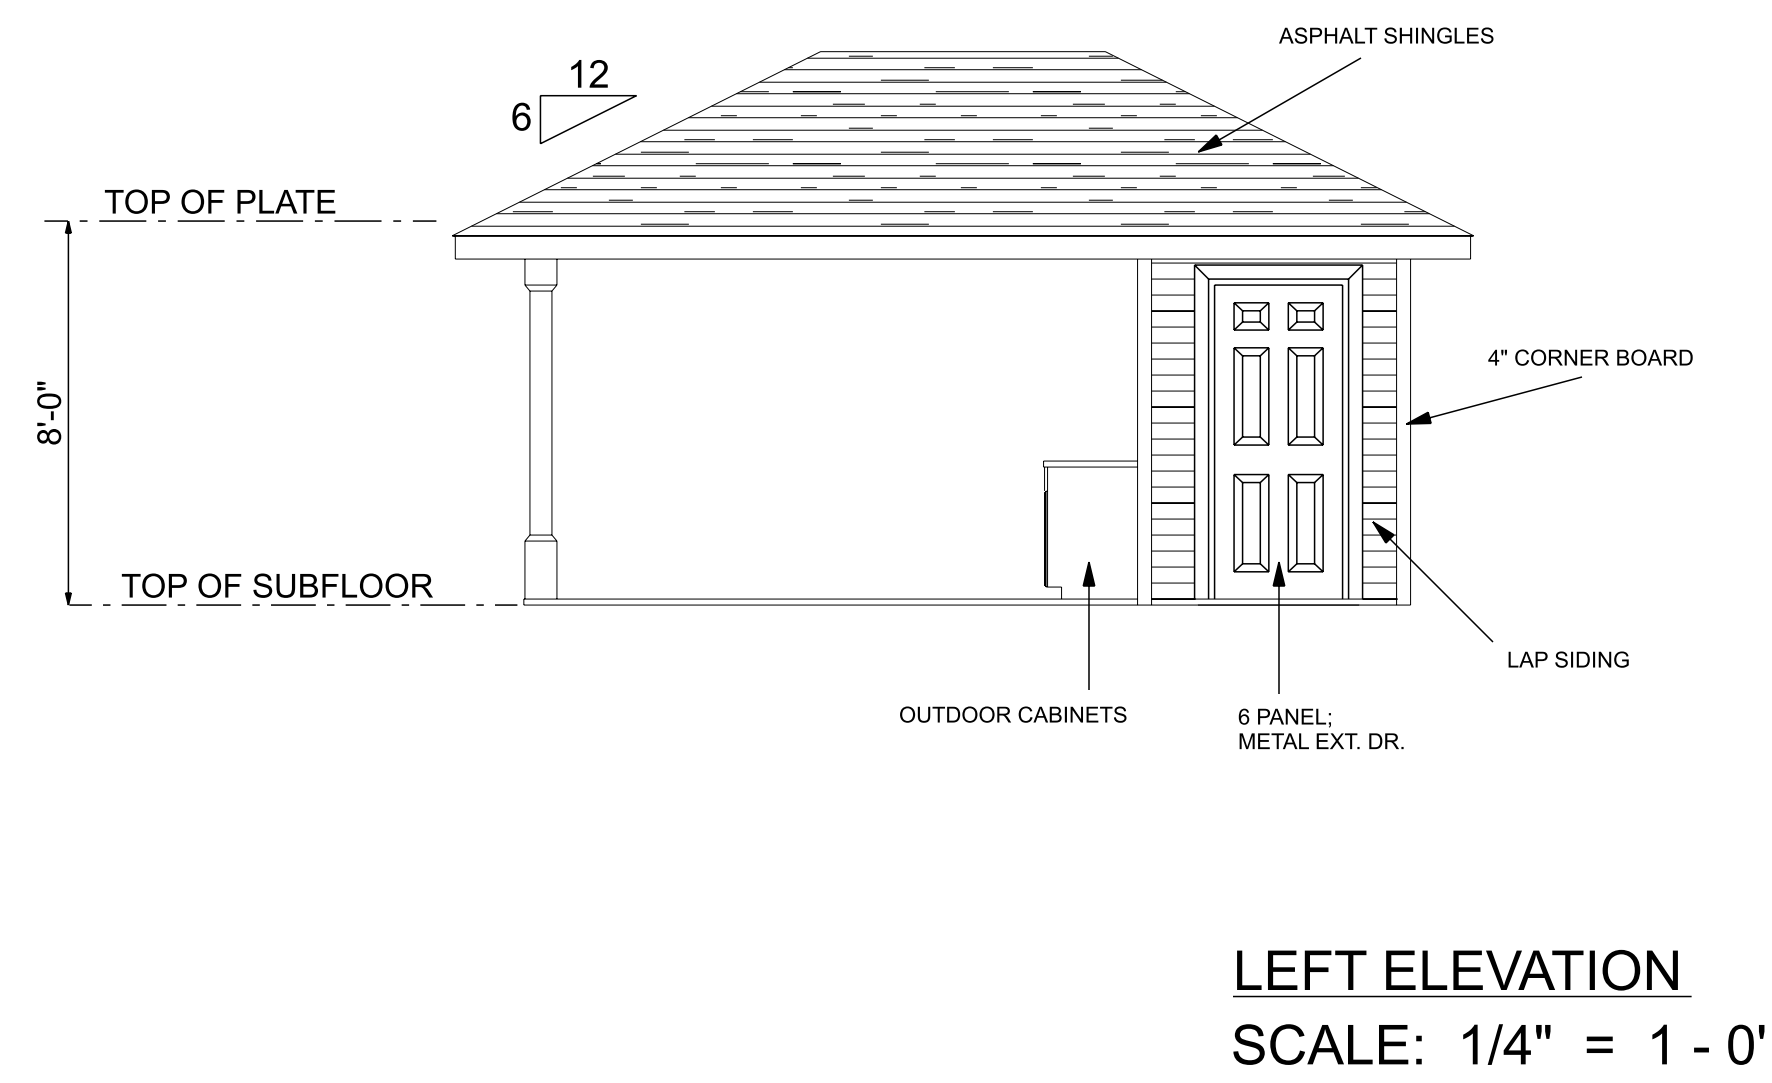 ASPHALT SHINGLES
12
6
TOP OF PLATE
8'-0"
4" CORNER BOARD
TOP OF SUBFLOOR
LAP SIDING
OUTDOOR CABINETS
6 PANEL;
METAL EXT. DR.
LEFT ELEVATION
SCALE: 1/4" = 1 - 0'